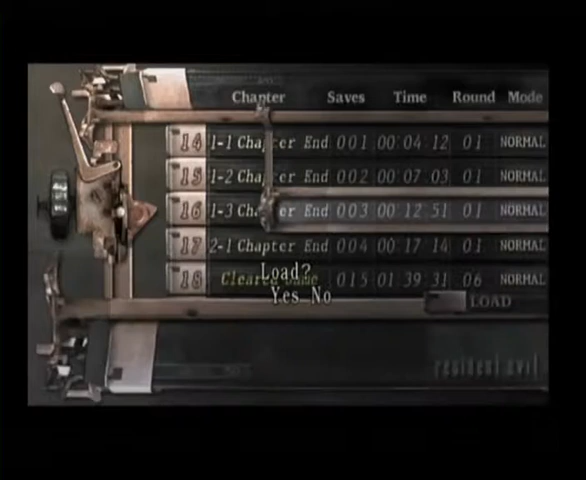 Chapter Saves Time Round Mode
14 1-1 Chapter End 001 00:04:12 01 NORMAL
15 1-2 Chapter End 002 00:07:03 01 NORMAL
16 1-3 Chapter End 003 00:12:51 01 NORMAL
17 2-1 Chapter End 004 00:17:14 01 NORMAL
18 Cleared Game 015 01:39:31 06 NORMAL
Load?
Yes No
LOAD
resident evil